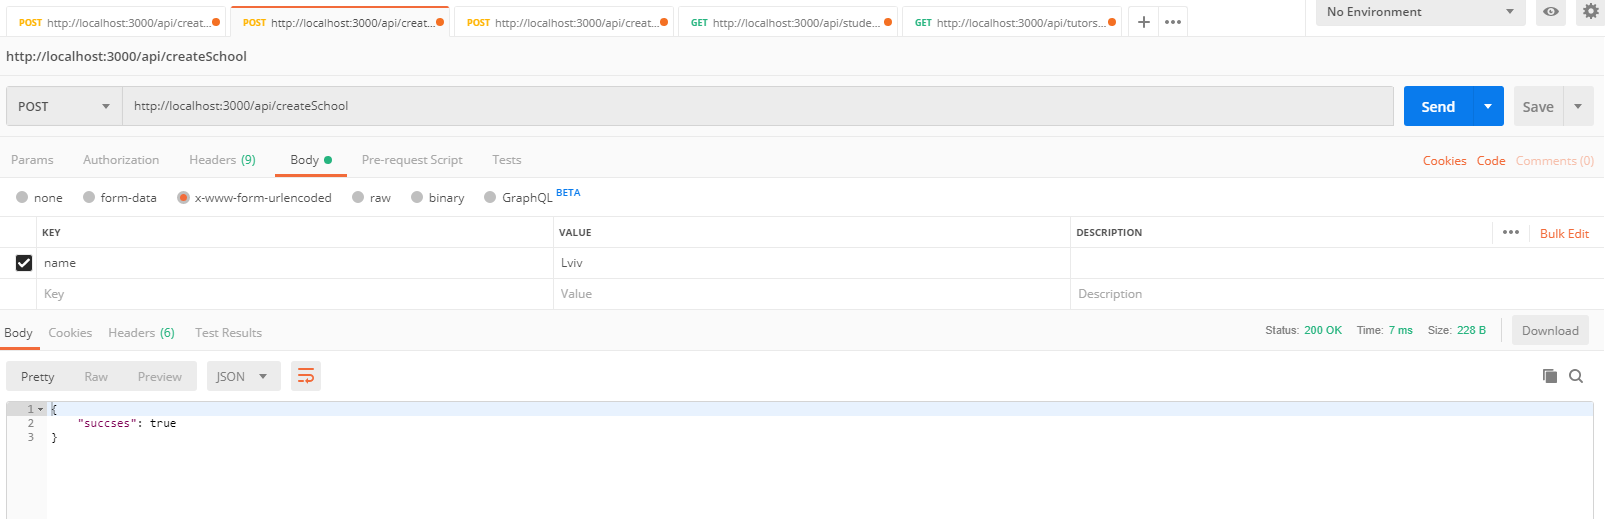 POST http://localhost:3000/api/creat... POST http://localhost:3000/api/creat... POST http://localhost:3000/api/creat... GET http://localhost:3000/api/stude... GET http://localhost:3000/api/tutors... No Environment
http://localhost:3000/api/createSchool
POST http://localhost:3000/api/createSchool Send Save
Params Authorization Headers (9) Body Pre-request Script Tests Cookies Code Comments (0)
none form-data x-www-form-urlencoded raw binary GraphQL BETA
KEY VALUE DESCRIPTION Bulk Edit
name Lviv
Key Value Description
Body Cookies Headers (6) Test Results Status: 200 OK Time: 7 ms Size: 228 B Download
Pretty Raw Preview JSON
1 {
2 "succses": true
3 }